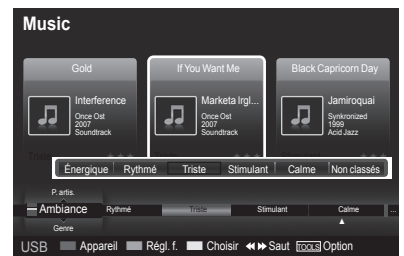 Music
Gold
If You Want Me
Black Capricorn Day
Interference
Once Ost
2007
Soundtrack
Marketa Irgl...
Once Ost
2007
Soundtrack
Jamiroquai
Synkronized
1999
Acid Jazz
Triste
Énergique Rythmé Triste Stimulant Calme Non classés
P. artis.
Ambiance Rythmé Triste Stimulant Calme ...
Genre
USB Appareil Régl. f. Choisir Saut TOOLS Option